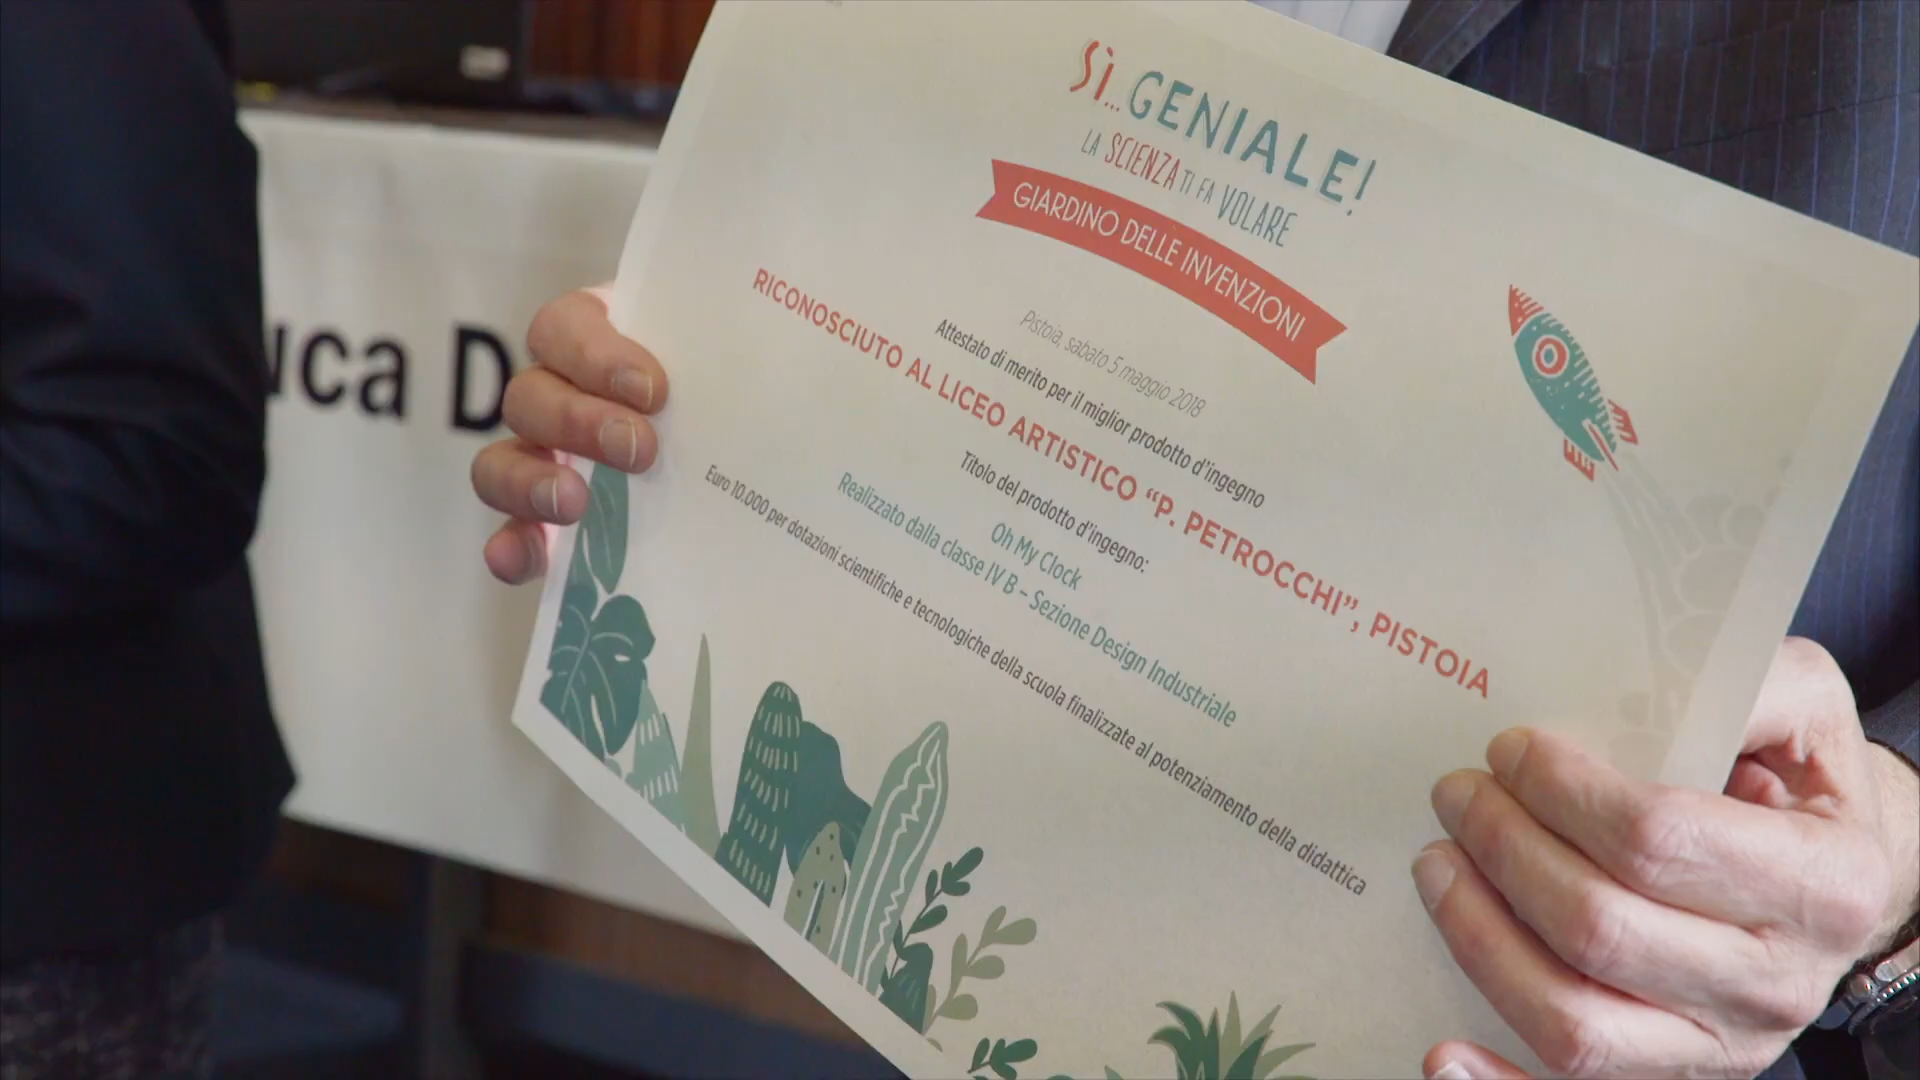 SÌ...GENIALE!
LA SCIENZA TI FA VOLARE
GIARDINO DELLE INVENZIONI
Pistoia, sabato 5 maggio 2018
Attestato di merito per il miglior prodotto d'ingegno
RICONOSCIUTO AL LICEO ARTISTICO “P. PETROCCHI”, PISTOIA
Titolo del prodotto d'ingegno:
Oh My Clock
Realizzato dalla classe IV B – Sezione Design Industriale
Euro 10.000 per dotazioni scientifiche e tecnologiche della scuola finalizzate al potenziamento della didattica
uca D